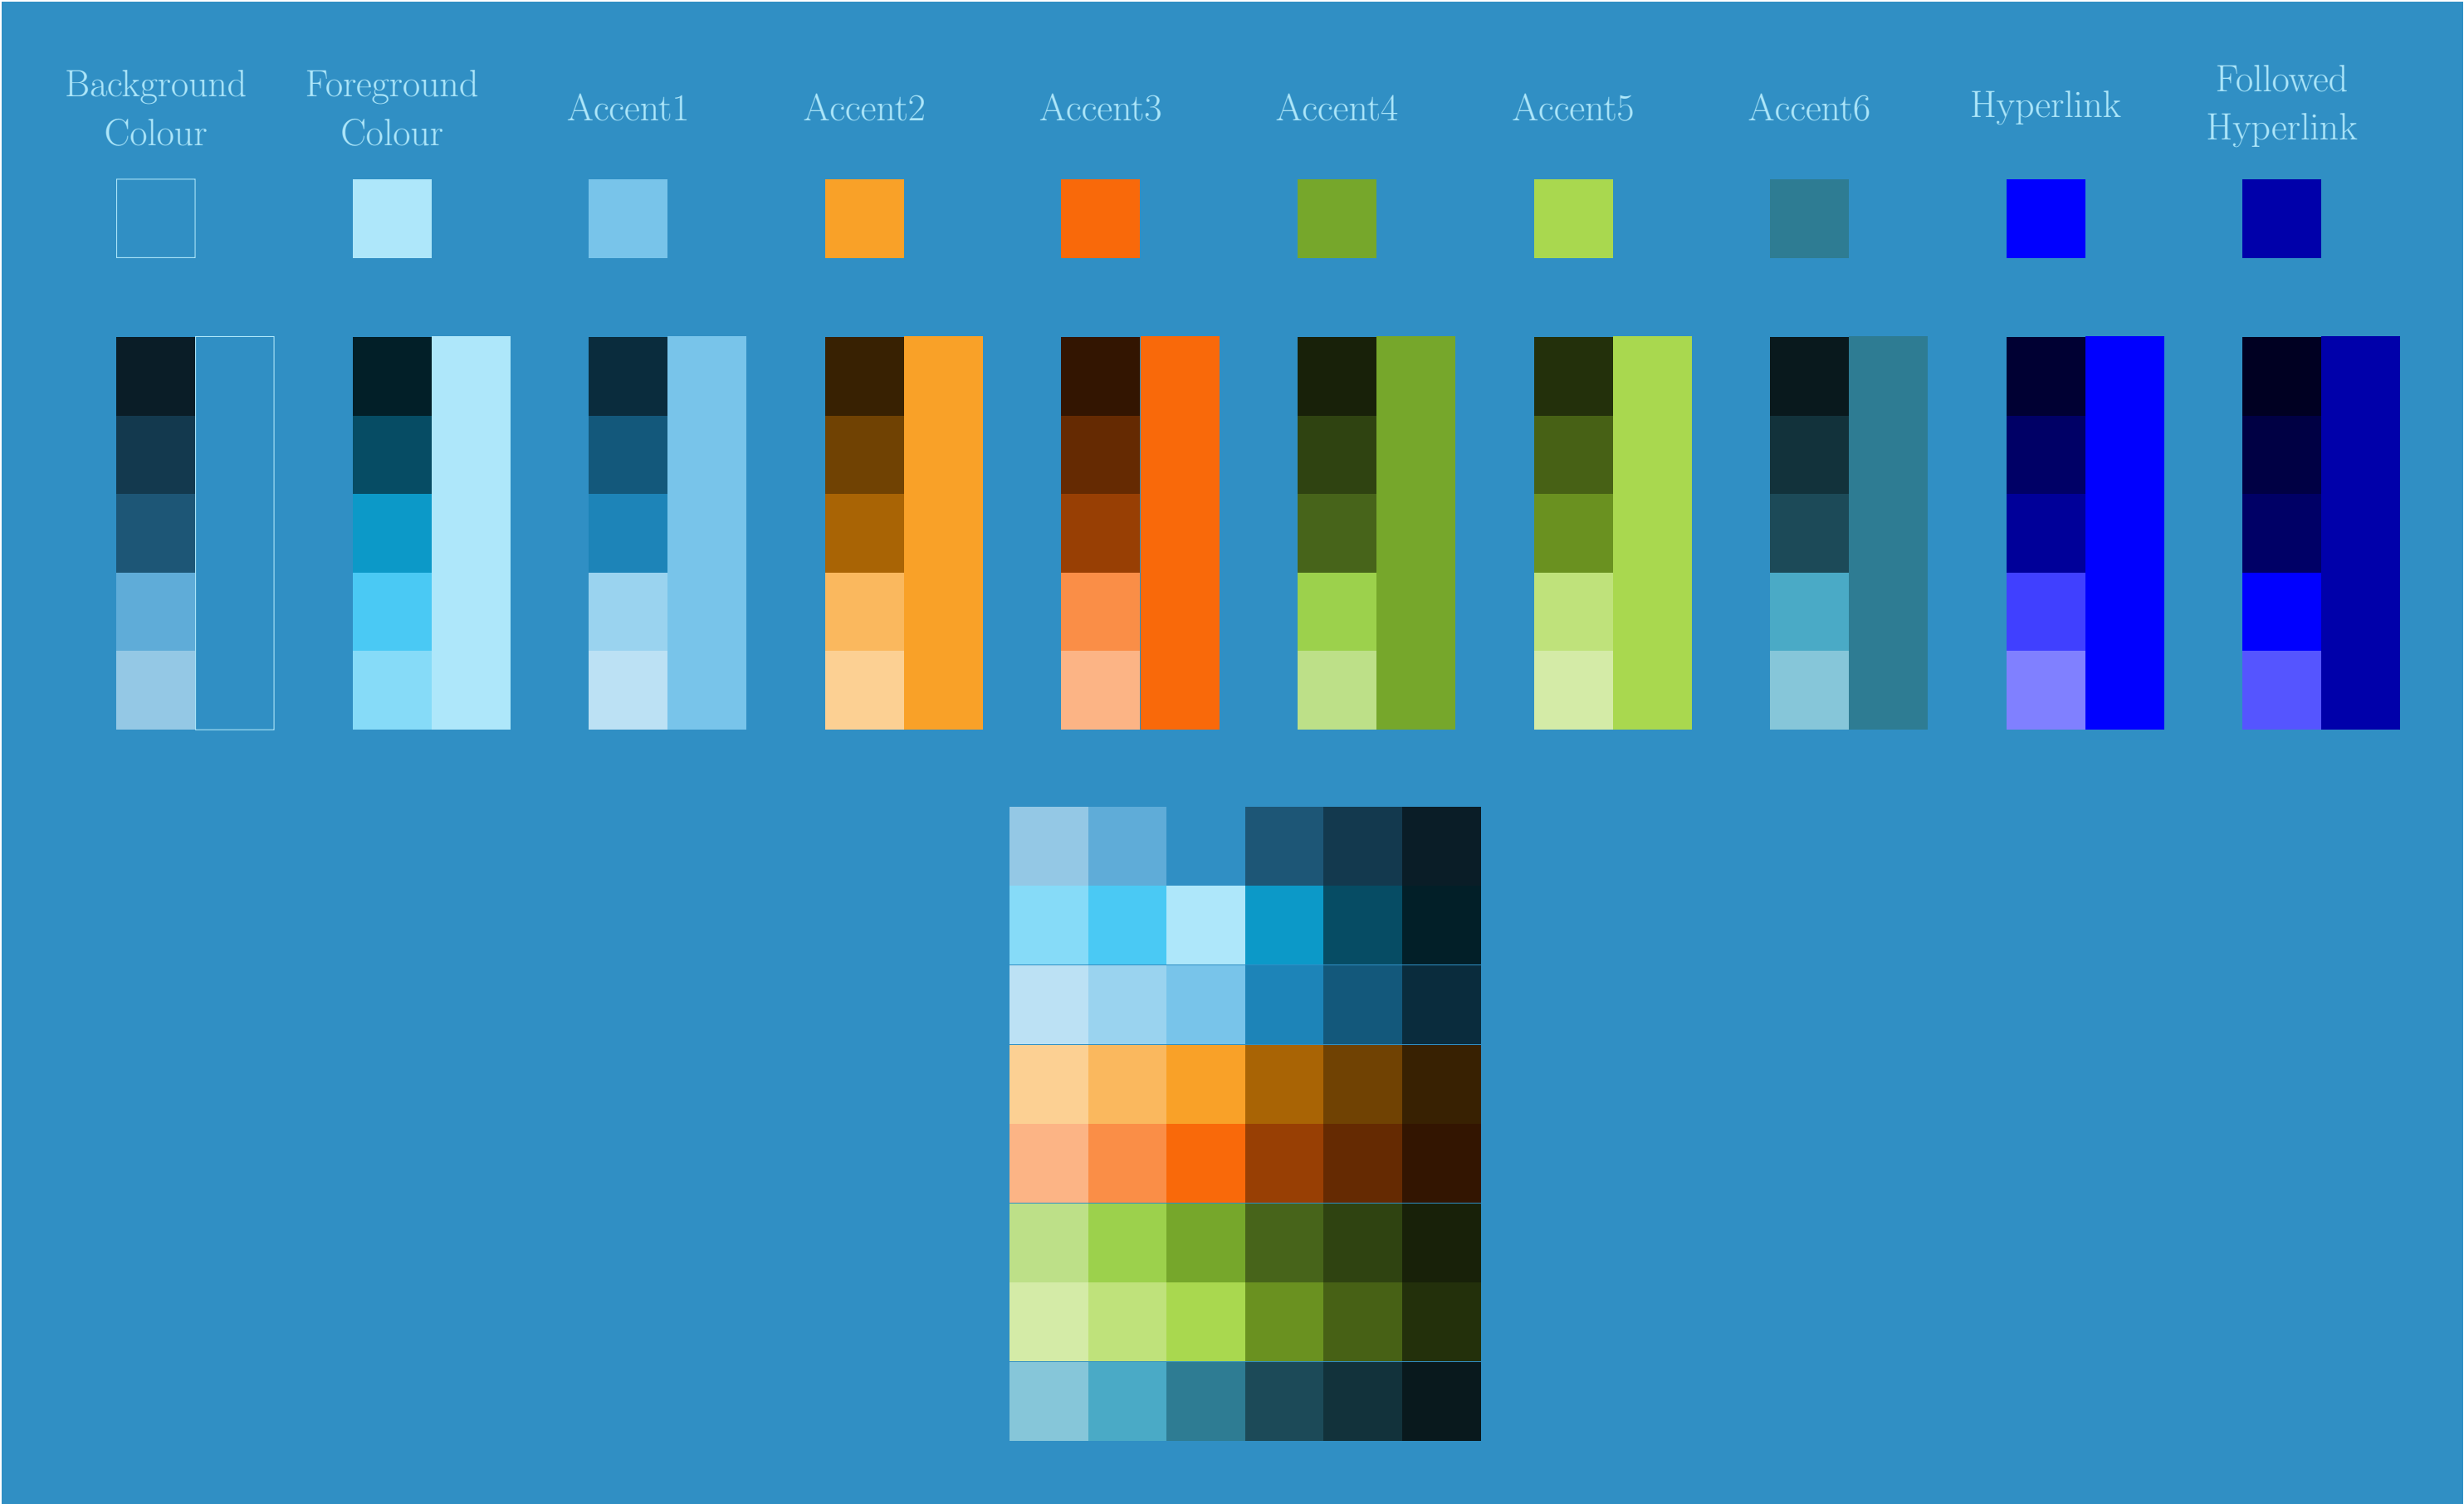 Background
Colour
Foreground
Colour
Accent1
Accent2
Accent3
Accent4
Accent5
Accent6
Hyperlink
Followed
Hyperlink